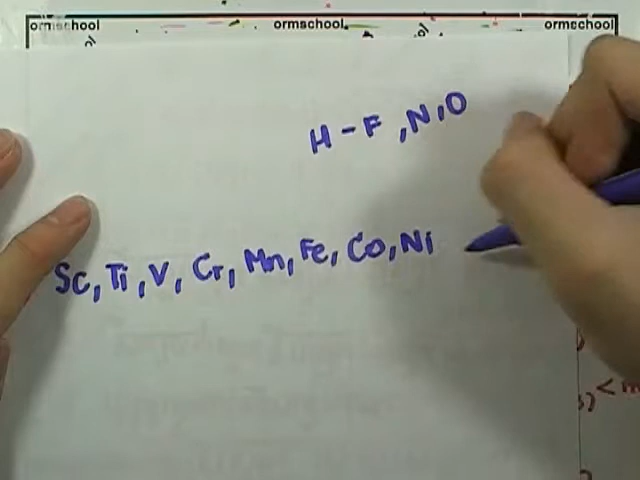 ormschool ormschool ormschool
H-F, N, O
Sc, Ti, V, Cr, Mn, Fe, Co, Ni